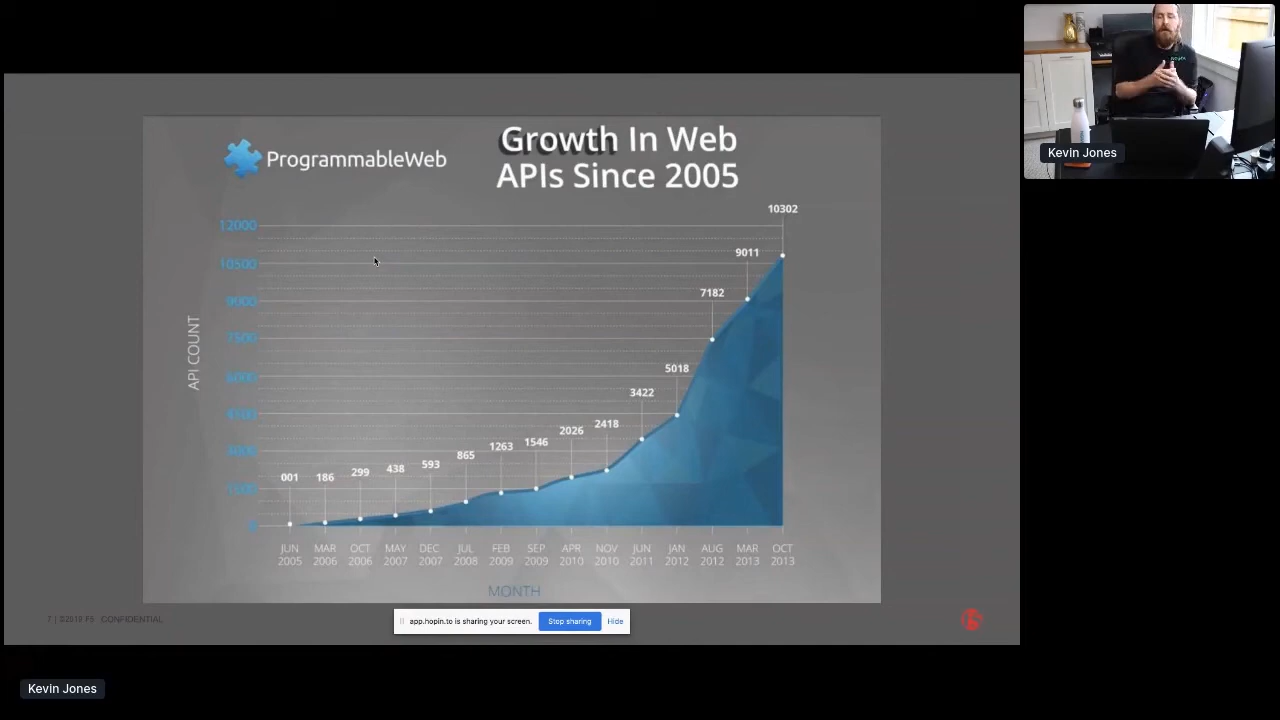 ProgrammableWeb
Growth In Web
APIs Since 2005
Kevin Jones
10302
12000
9011
10500
7182
9000
7500
API COUNT
5018
6000
3422
4500
2418
2026
1546
1263
865
3000
593
438
299
186
001
1500
0
JUN MAR OCT MAY DEC JUL FEB SEP APR NOV JUN JAN AUG MAR OCT
2005 2006 2006 2007 2007 2008 2009 2009 2010 2010 2011 2012 2012 2013 2013
MONTH
7 | ©2019 F5 CONFIDENTIAL
app.hopin.to is sharing your screen. Stop sharing Hide
Kevin Jones